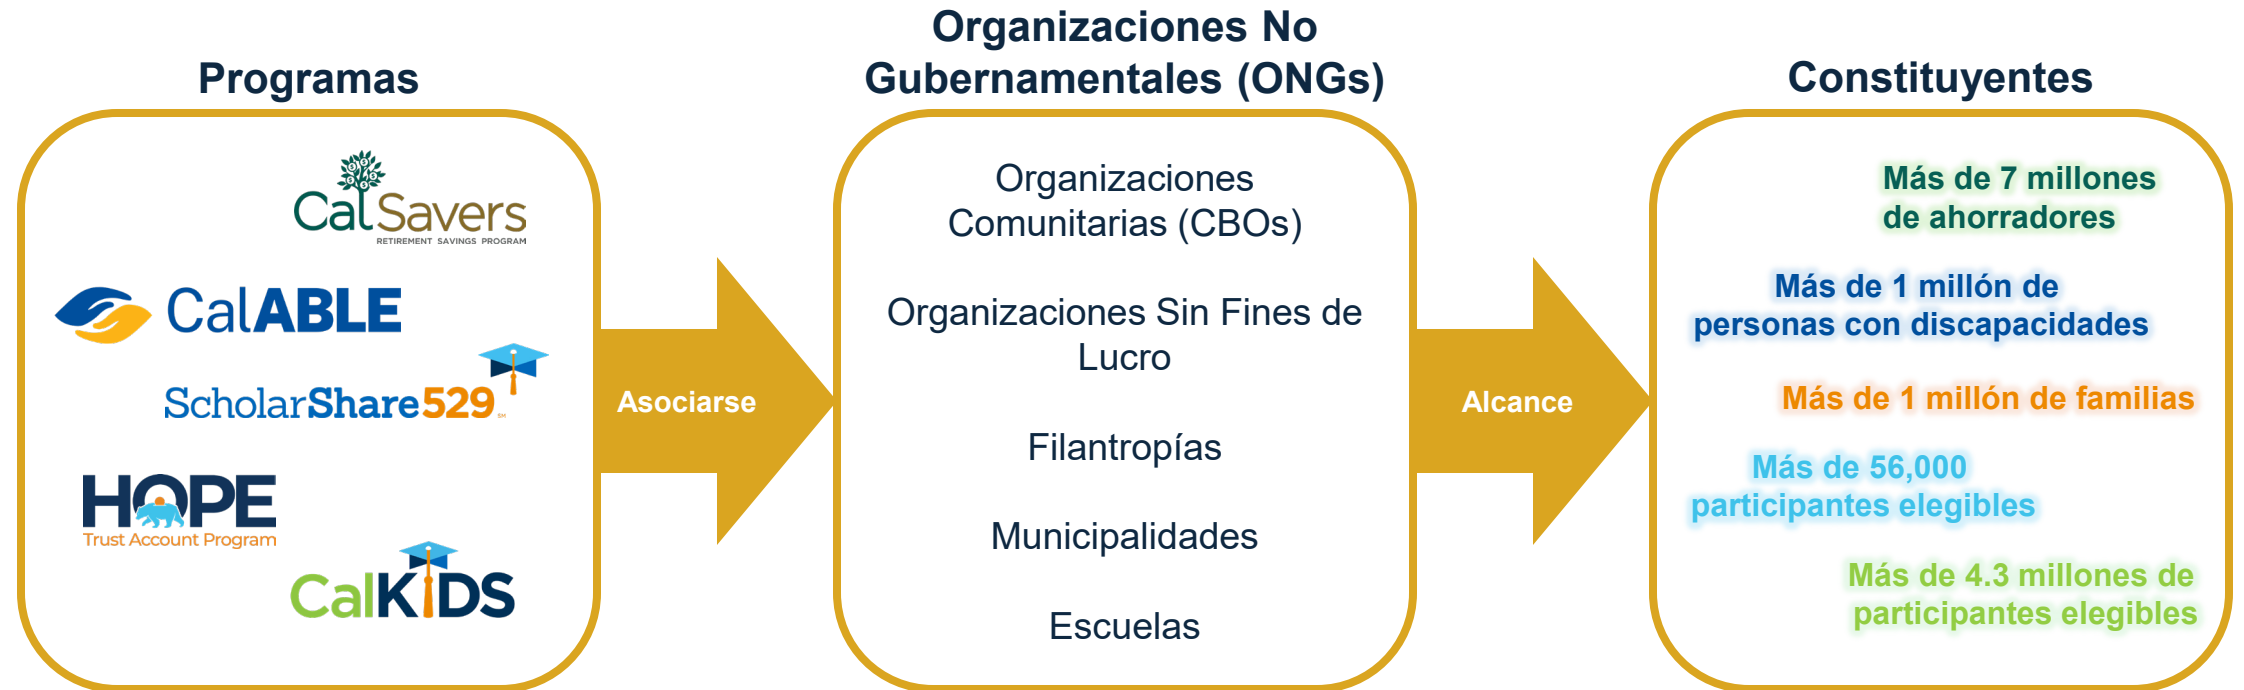 Programas
CalSavers
RETIREMENT SAVINGS PROGRAM
CalABLE
ScholarShare529 SM
HOPE
Trust Account Program
CalKIDS
Asociarse
Organizaciones No
Gubernamentales (ONGs)
Organizaciones
Comunitarias (CBOs)
Organizaciones Sin Fines de
Lucro
Filantropías
Municipalidades
Escuelas
Alcance
Constituyentes
Más de 7 millones
de ahorradores
Más de 1 millón de
personas con discapacidades
Más de 1 millón de familias
Más de 56,000
participantes elegibles
Más de 4.3 millones de
participantes elegibles